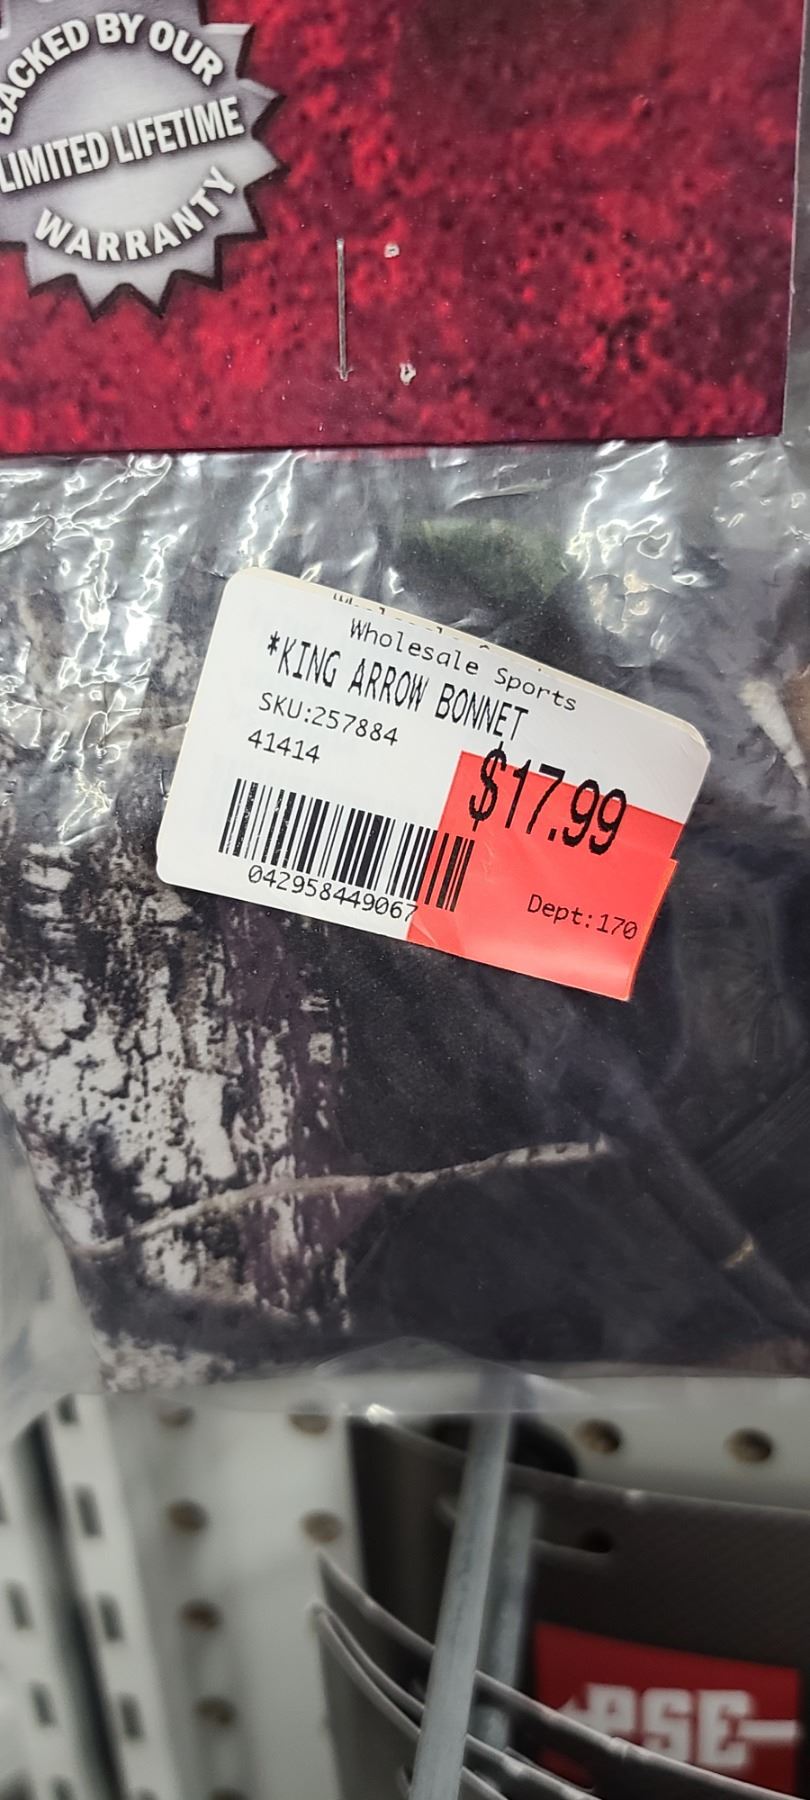 BACKED BY OUR
LIMITED LIFETIME
WARRANTY
Wholesale Sports
*KING ARROW BONNET
SKU:257884
41414
$17.99
042958449067
Dept:170
PSE